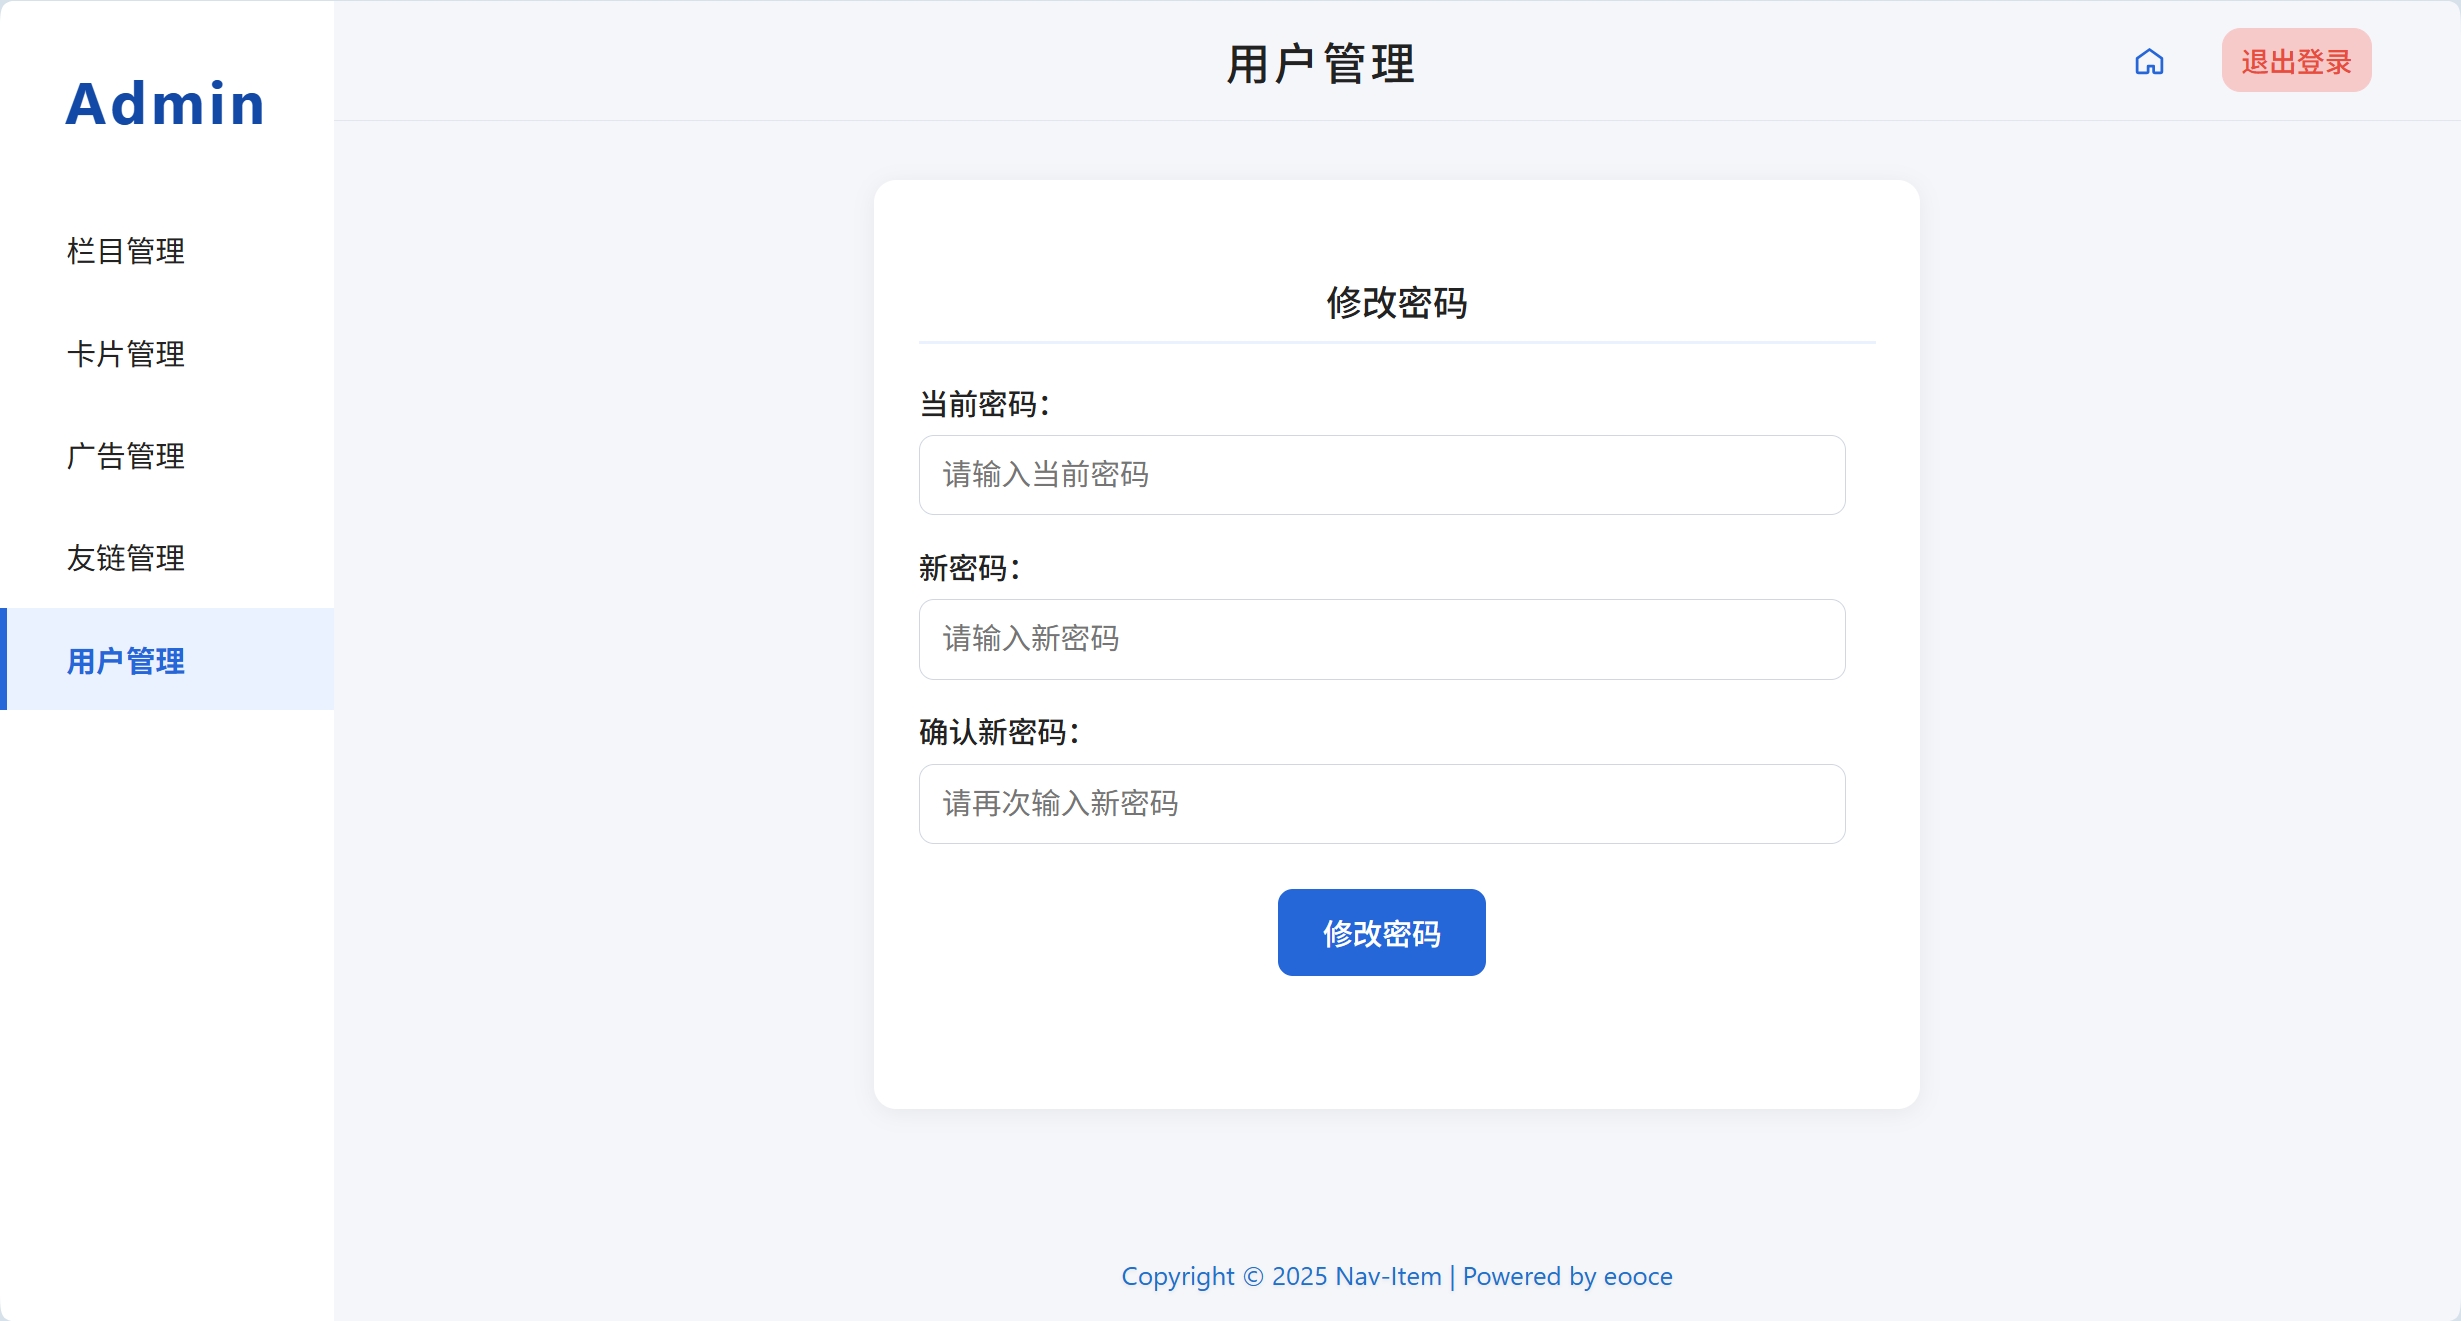 Admin
栏目管理
卡片管理
广告管理
友链管理
用户管理
用户管理
退出登录
修改密码
当前密码：
请输入当前密码
新密码：
请输入新密码
确认新密码：
请再次输入新密码
修改密码
Copyright © 2025 Nav-Item | Powered by eooce